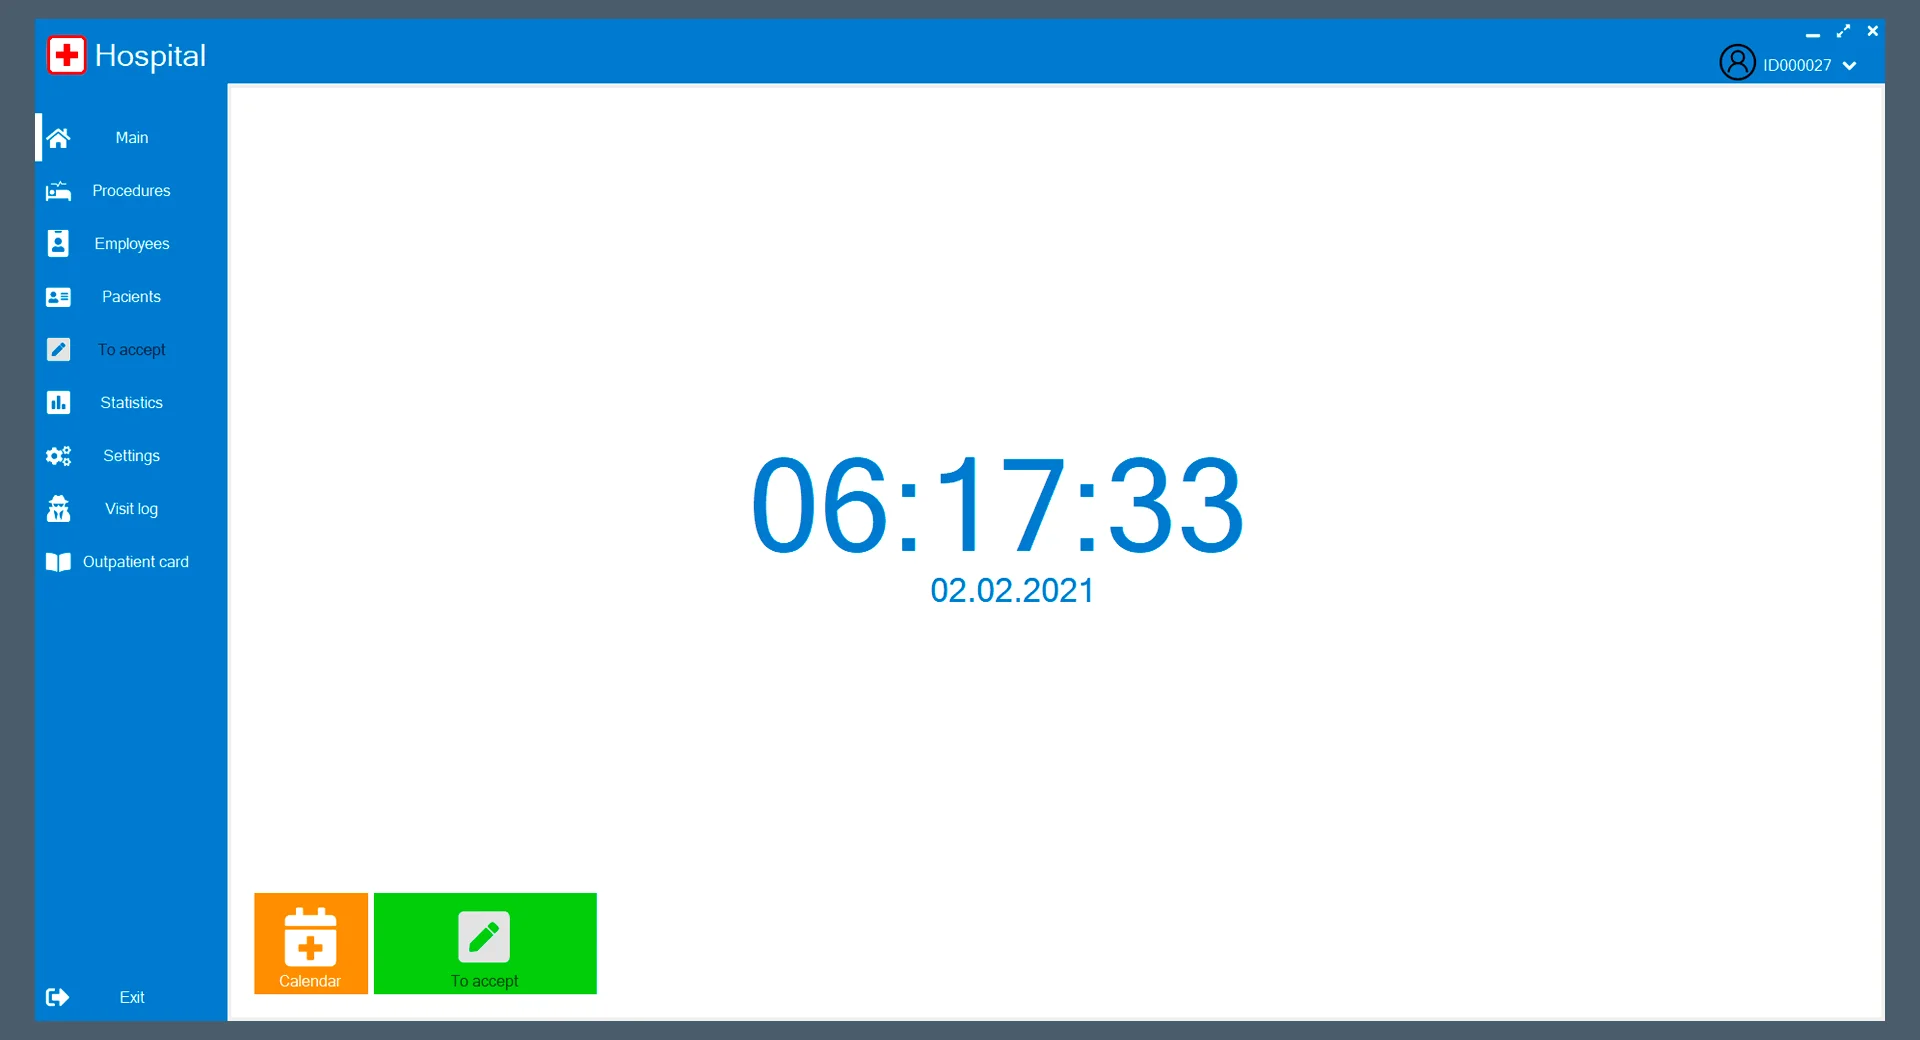 Hospital
ID000027
Main
Procedures
Employees
Pacients
To accept
Statistics
Settings
Visit log
Outpatient card
06:17:33
02.02.2021
Calendar
To accept
Exit